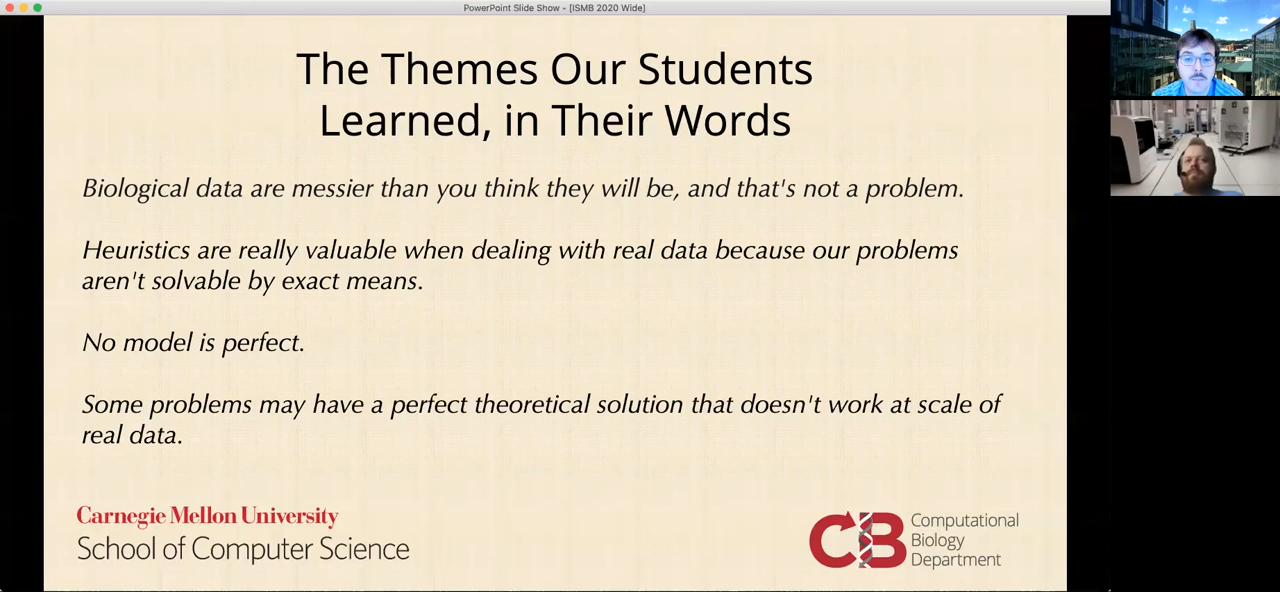 PowerPoint Slide Show - [ISMB 2020 Wide]
The Themes Our Students
Learned, in Their Words
Biological data are messier than you think they will be, and that's not a problem.
Heuristics are really valuable when dealing with real data because our problems
aren't solvable by exact means.
No model is perfect.
Some problems may have a perfect theoretical solution that doesn't work at scale of
real data.
Carnegie Mellon University
School of Computer Science
CB
Computational
Biology
Department